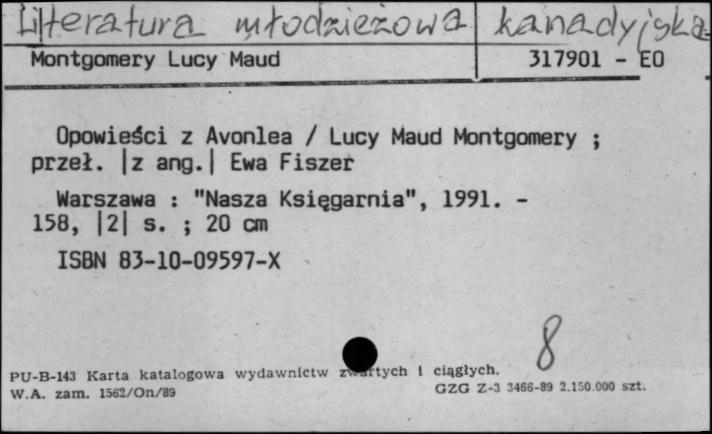 Literatura młodzieżowa kanadyjska
Montgomery Lucy Maud 317901 - EO
Opowieści z Avonlea / Lucy Maud Montgomery ;
przeł. |z ang.| Ewa Fiszer
Warszawa : "Nasza Księgarnia", 1991. -
158, |2| s. ; 20 cm
ISBN 83-10-09597-X
8
PU-B-143 Karta katalogowa wydawnictw zwartych i ciągłych.
W.A. zam. 1562/On/89 GZG Z-3 3466-89 2.150.000 szt.